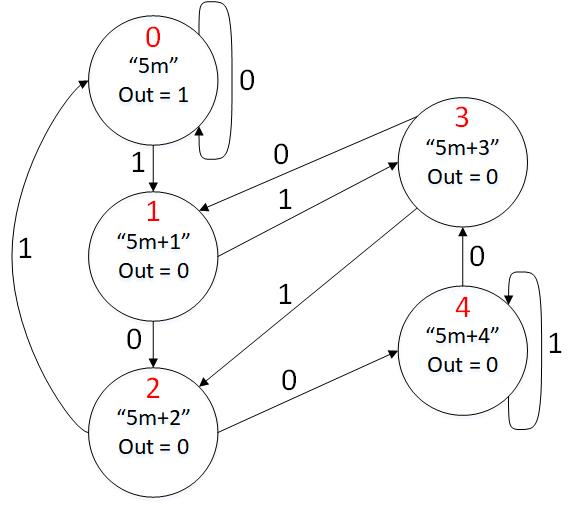 0
“5m”
Out = 1
0
1
1
“5m+1”
Out = 0
0
1
3
“5m+3”
Out = 0
1
1
0
0
2
“5m+2”
Out = 0
0
4
“5m+4”
Out = 0
1